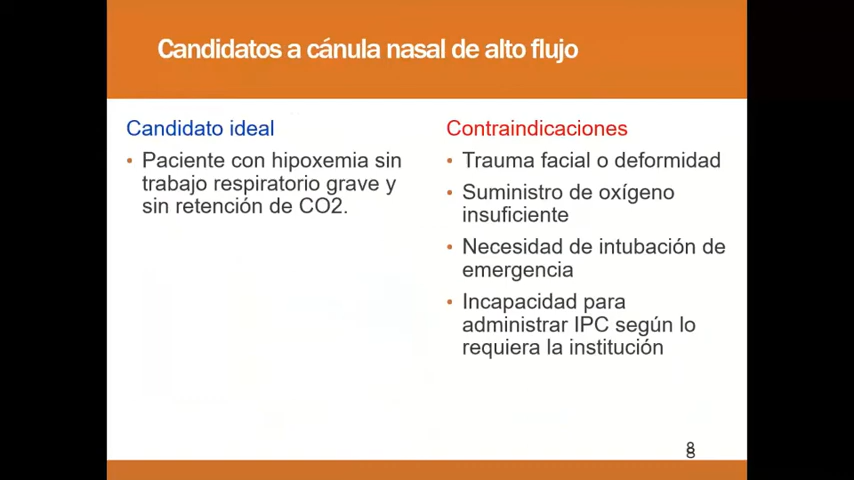 Candidatos a cánula nasal de alto flujo
Candidato ideal
• Paciente con hipoxemia sin
trabajo respiratorio grave y
sin retención de CO2.
Contraindicaciones
• Trauma facial o deformidad
• Suministro de oxígeno
insuficiente
• Necesidad de intubación de
emergencia
• Incapacidad para
administrar IPC según lo
requiera la institución
8